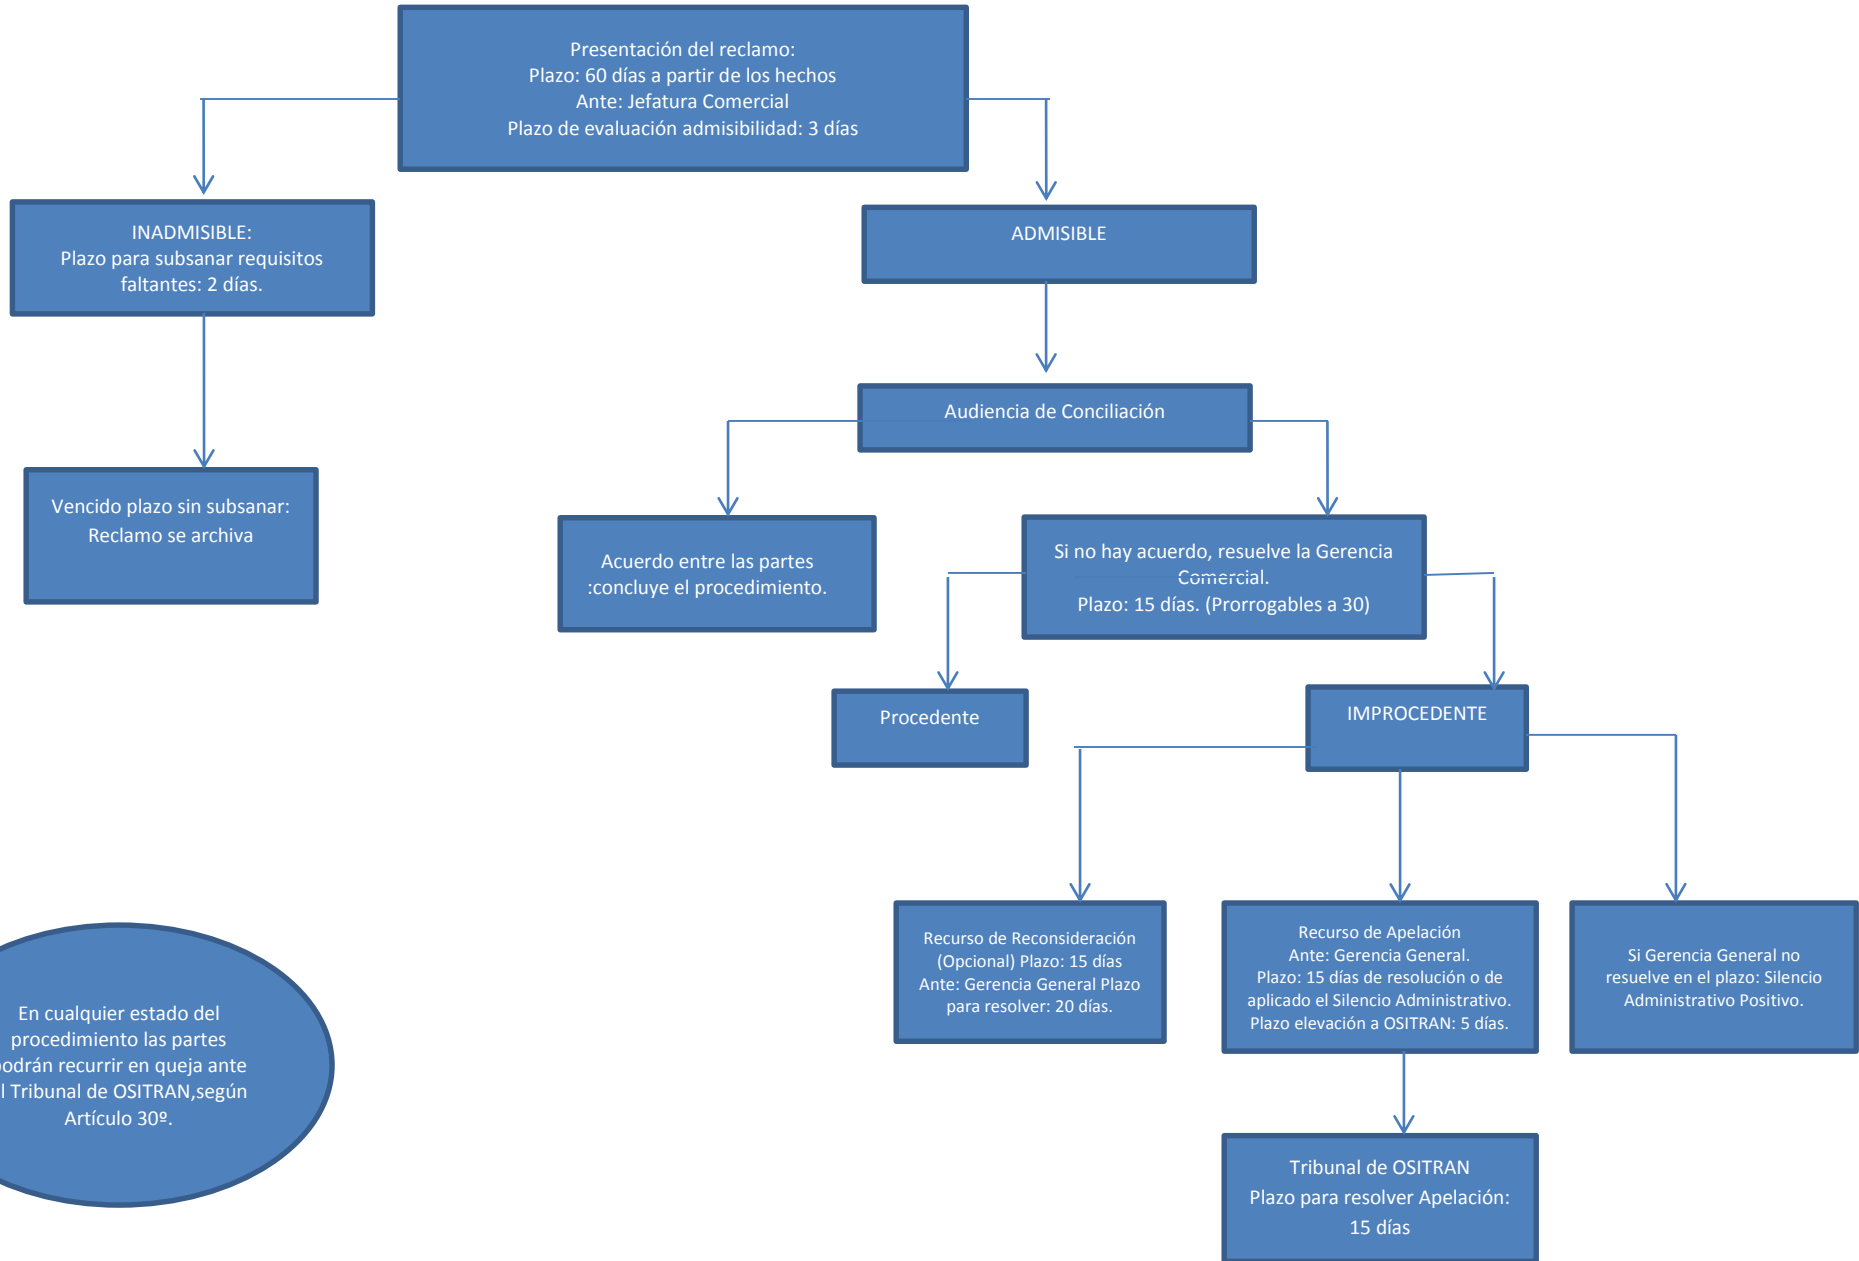 Presentación del reclamo:
Plazo: 60 días a partir de los hechos
Ante: Jefatura Comercial
Plazo de evaluación admisibilidad: 3 días
INADMISIBLE:
Plazo para subsanar requisitos
faltantes: 2 días.
ADMISIBLE
Audiencia de Conciliación
Vencido plazo sin subsanar:
Reclamo se archiva
Acuerdo entre las partes
:concluye el procedimiento.
Si no hay acuerdo, resuelve la Gerencia
Comercial.
Plazo: 15 días. (Prorrogables a 30)
Procedente
IMPROCEDENTE
Recurso de Reconsideración
(Opcional) Plazo: 15 días
Ante: Gerencia General Plazo
para resolver: 20 días.
Recurso de Apelación
Ante: Gerencia General.
Plazo: 15 días de resolución o de
aplicado el Silencio Administrativo.
Plazo elevación a OSITRAN: 5 días.
Si Gerencia General no
resuelve en el plazo: Silencio
Administrativo Positivo.
En cualquier estado del
procedimiento las partes
podrán recurrir en queja ante
l Tribunal de OSITRAN,según
Artículo 30º.
Tribunal de OSITRAN
Plazo para resolver Apelación:
15 días